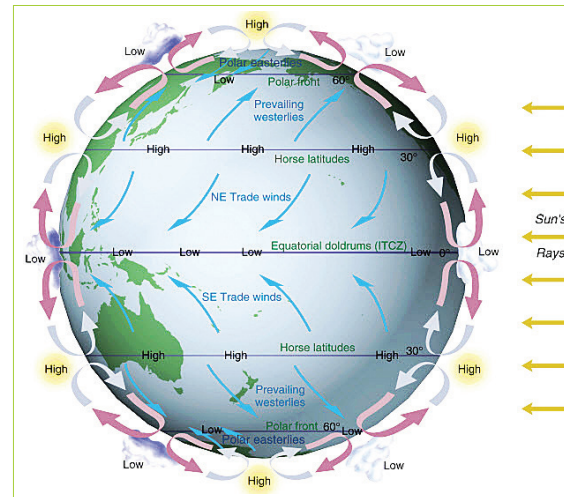 High
Low
Low
Polar easterlies
Low
60°
Polar front
Prevailing
westerlies
High
High
High
High
High
Horse latitudes
30°
NE Trade winds
Sun's
Equatorial doldrums (ITCZ)
Low
Low
Low
Low
Low
0°
Low
Rays
SE Trade winds
Horse latitudes
30°
High
High
High
High
High
Prevailing
westerlies
Polar front
60°
Low
Low
Polar easterlies
Low
Low
High